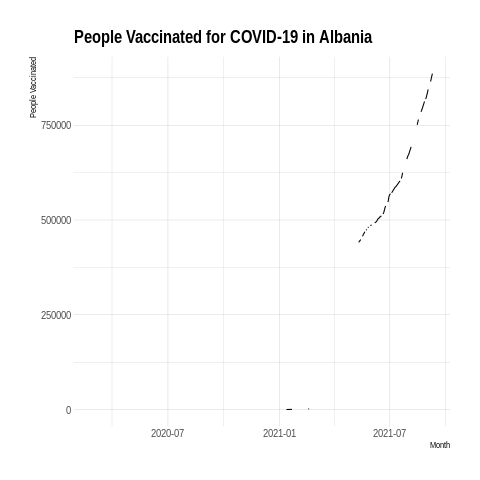 People Vaccinated for COVID-19 in Albania
People Vaccinated
750000
500000
250000
0
2020-07
2021-01
2021-07
Month